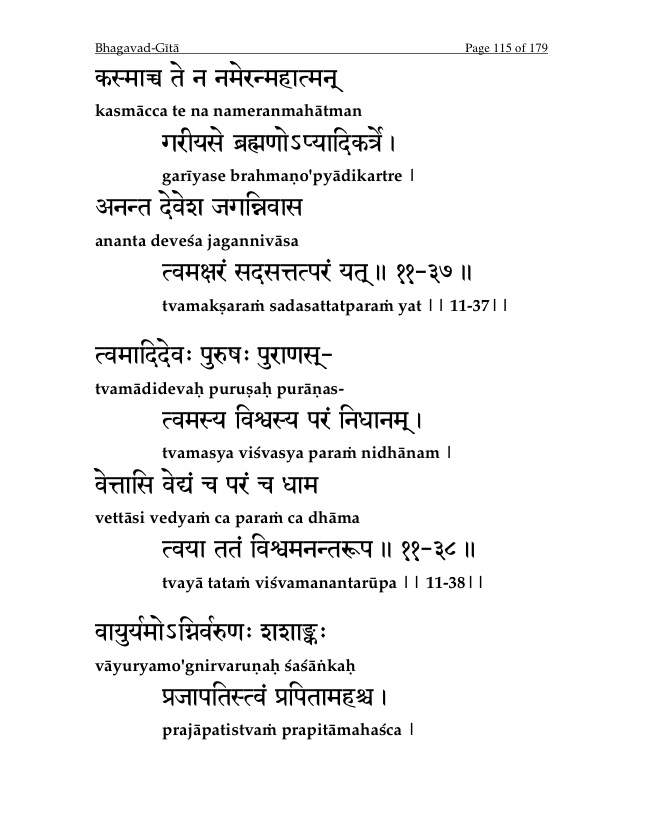 Bhagavad-Gītā Page 115 of 179
कस्माच्च ते न नमेरन्महात्मन्
kasmācca te na nameranmahātman
गरीयसे ब्रह्मणोऽप्यादिकर्त्रे ।
garīyase brahmaṇo'pyādikartre |
अनन्त देवेश जगन्निवास
ananta deveśa jagannivāsa
त्वमक्षरं सदसत्तत्परं यत् ॥ ११-३७ ॥
tvamakṣaraṁ sadasattatparaṁ yat || 11-37||
त्वमादिदेवः पुरुषः पुराणस्-
tvamādidevaḥ puruṣaḥ purāṇas-
त्वमस्य विश्वस्य परं निधानम् ।
tvamasya viśvasya paraṁ nidhānam |
वेत्तासि वेद्यं च परं च धाम
vettāsi vedyaṁ ca paraṁ ca dhāma
त्वया ततं विश्वमनन्तरूप ॥ ११-३८ ॥
tvayā tataṁ viśvamanantarūpa || 11-38||
वायुर्यमोऽग्निर्वरुणः शशाङ्कः
vāyuryamo'gnirvaruṇaḥ śaśāṅkaḥ
प्रजापतिस्त्वं प्रपितामहश्च ।
prajāpatistvaṁ prapitāmahaśca |